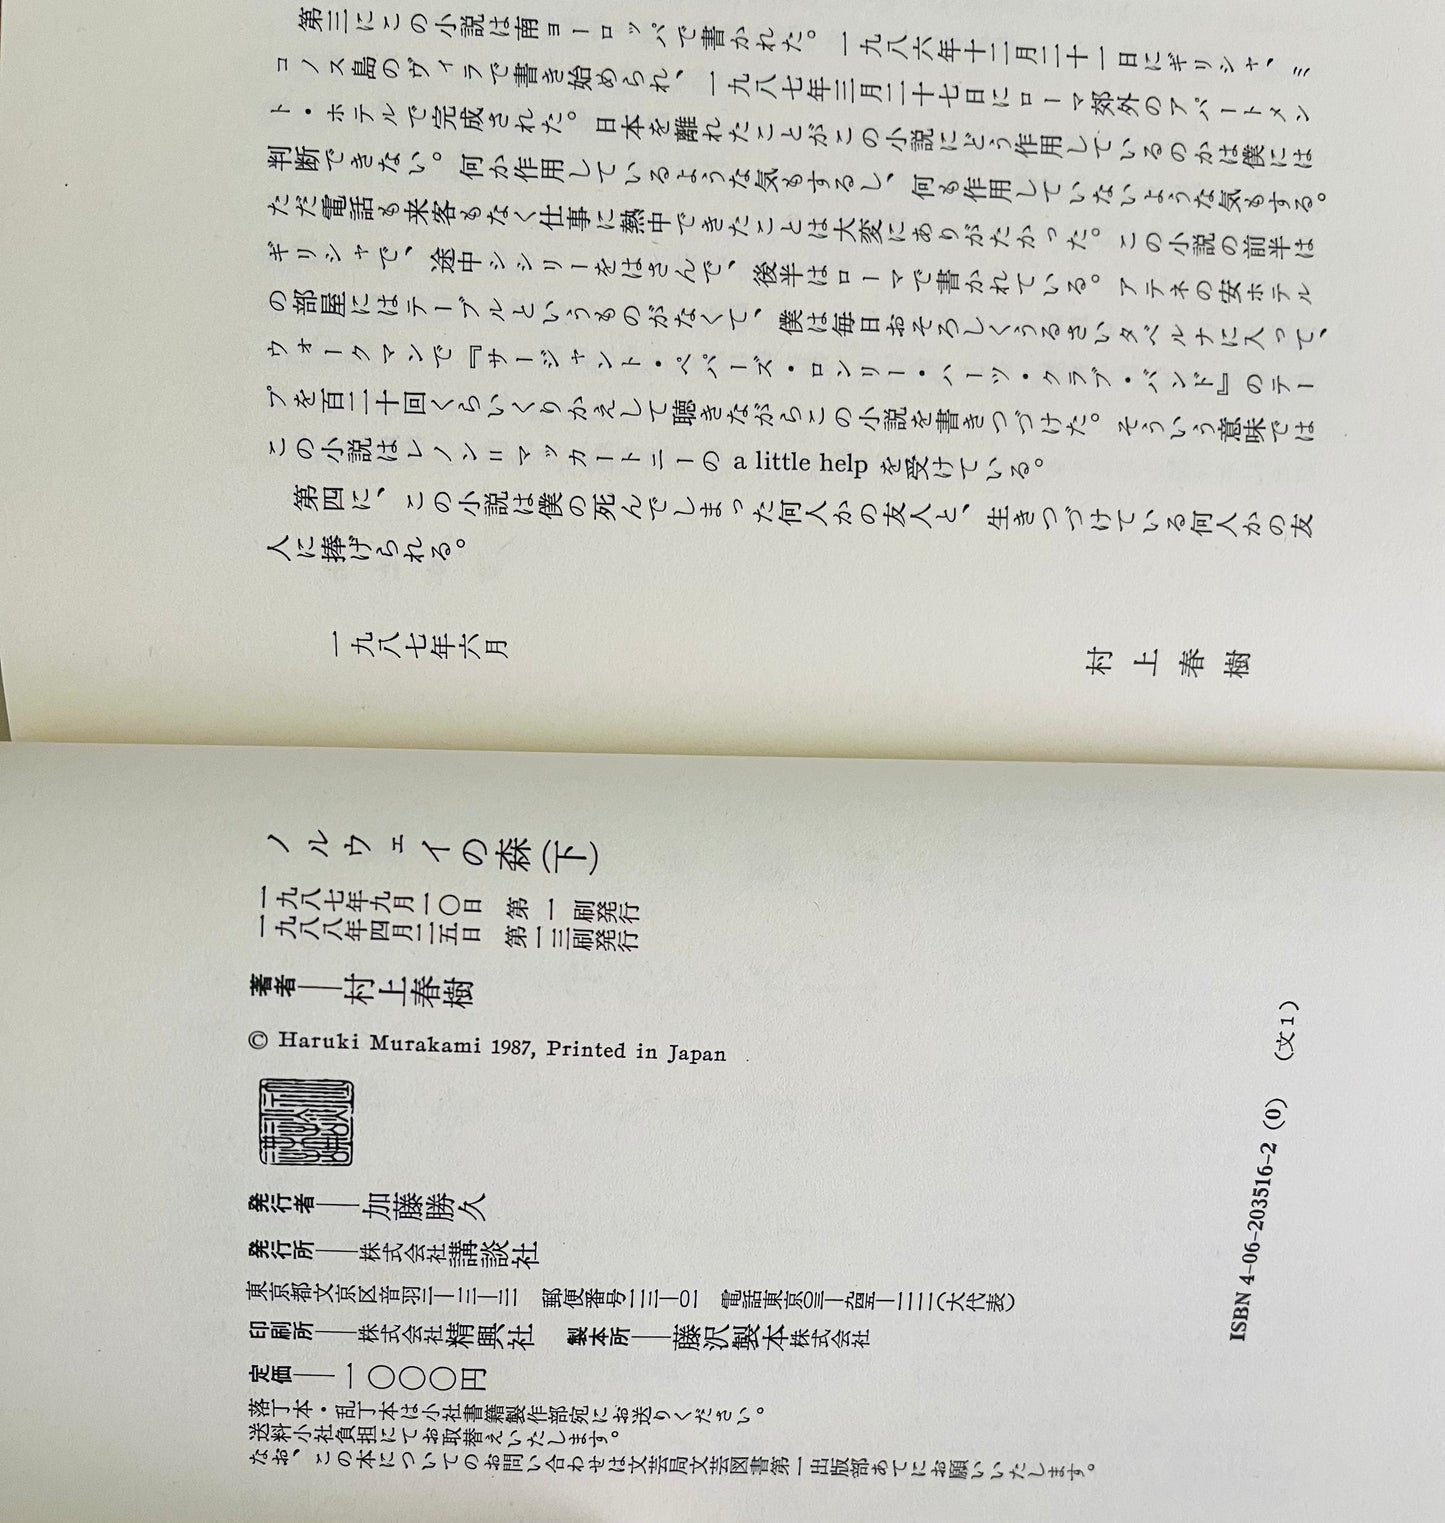 第三にこの小説は南ヨーロッパで書かれた。一九八六年十二月二十一日にギリシャ、ミ
コノス島のヴィラで書き始められ、一九八七年三月二十七日にローマ郊外のアパートメン
ト・ホテルで完成された。日本を離れたことがこの小説にどう作用しているのかは僕には
判断できない。何か作用しているような気もするし、何も作用していないような気もする。
ただ電話も来客もなく仕事に熱中できたことは大変にありがたかった。この小説の前半は
ギリシャで、途中シシリーをはさんで、後半はローマで書かれている。アテネの安ホテル
の部屋にはテーブルというものがなくて、僕は毎日おそろしくうるさいタベルナに入って、
ウォークマンで『サージャント・ペパーズ・ロンリー・ハーツ・クラブ・バンド』のテー
プを百二十回くらいくりかえして聴きながらこの小説を書きつづけた。そういう意味では
この小説はレノン＝マッカートニーの a little help を受けている。
第四に、この小説は僕の死んでしまった何人かの友人と、生きつづけている何人かの友
人に捧げられる。
一九八七年六月
村上春樹
ノルウェイの森(下)
一九八七年九月一〇日 第一刷発行
一九八八年四月二五日 第一三刷発行
著者——村上春樹
© Haruki Murakami 1987, Printed in Japan
発行者——加藤勝久
発行所——株式会社講談社
東京都文京区音羽二—一二—二一 郵便番号一一二—〇一 電話東京〇三—九四五—一一一一(大代表)
印刷所——株式会社精興社 製本所——藤沢製本株式会社
定価——一〇〇〇円
落丁本・乱丁本は小社書籍製作部宛にお送りください。
送料小社負担にてお取替えいたします。
なお、この本についてのお問い合わせは文芸局文芸図書第一出版部あてにお願いいたします。
ISBN 4-06-203516-2 (0) (文1)